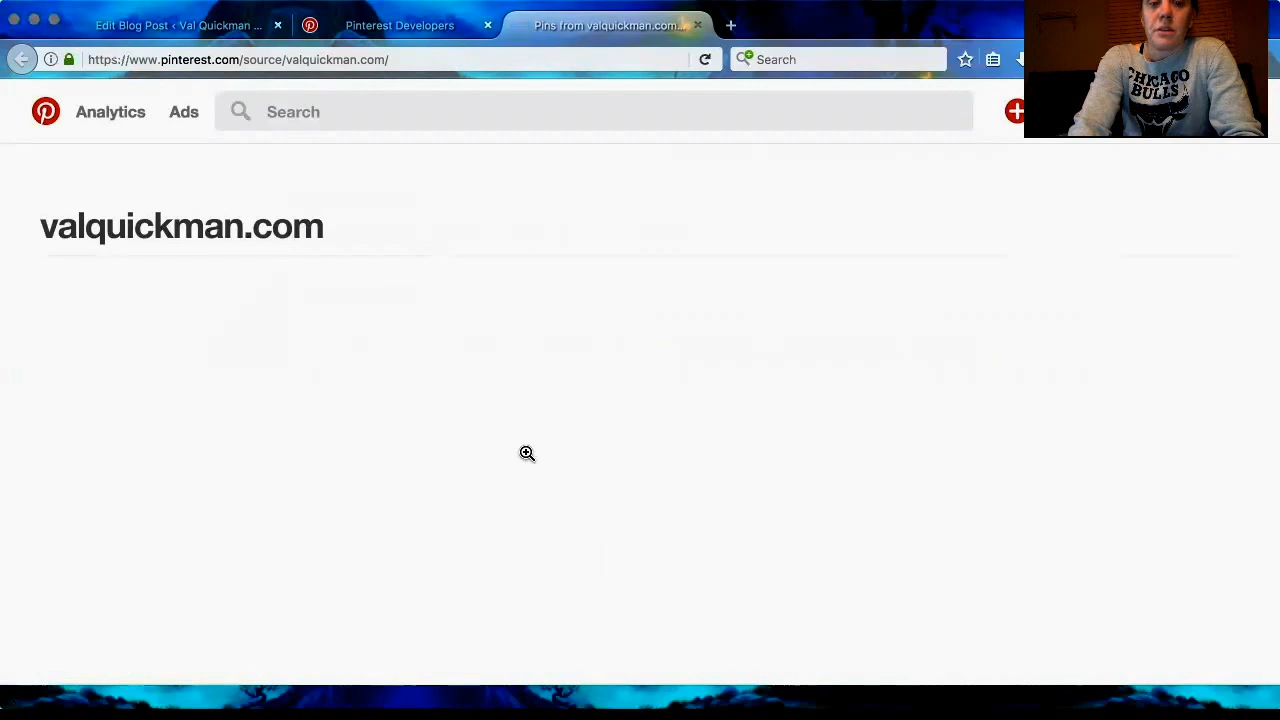 Edit Blog Post ‹ Val Quickman ...
Pinterest Developers
Pins from valquickman.com...
https://www.pinterest.com/source/valquickman.com/
Search
Analytics
Ads
Search
CHICAGO
BULLS
valquickman.com